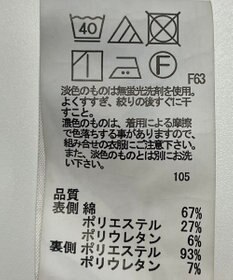 40
F
F63
淡色のものは無蛍光洗剤を使用。
よくすすぎ、絞りの後すぐに干
すこと。
濃色のものは、着用による摩擦
で色落ちする事がありますので、
組み合せの衣服にご注意下さい。
また、淡色のものとは別にお洗
い下さい。
105
品質
表側 綿 67%
ポリエステル 27%
ポリウレタン 6%
裏側 ポリエステル 93%
ポリウレタン 7%